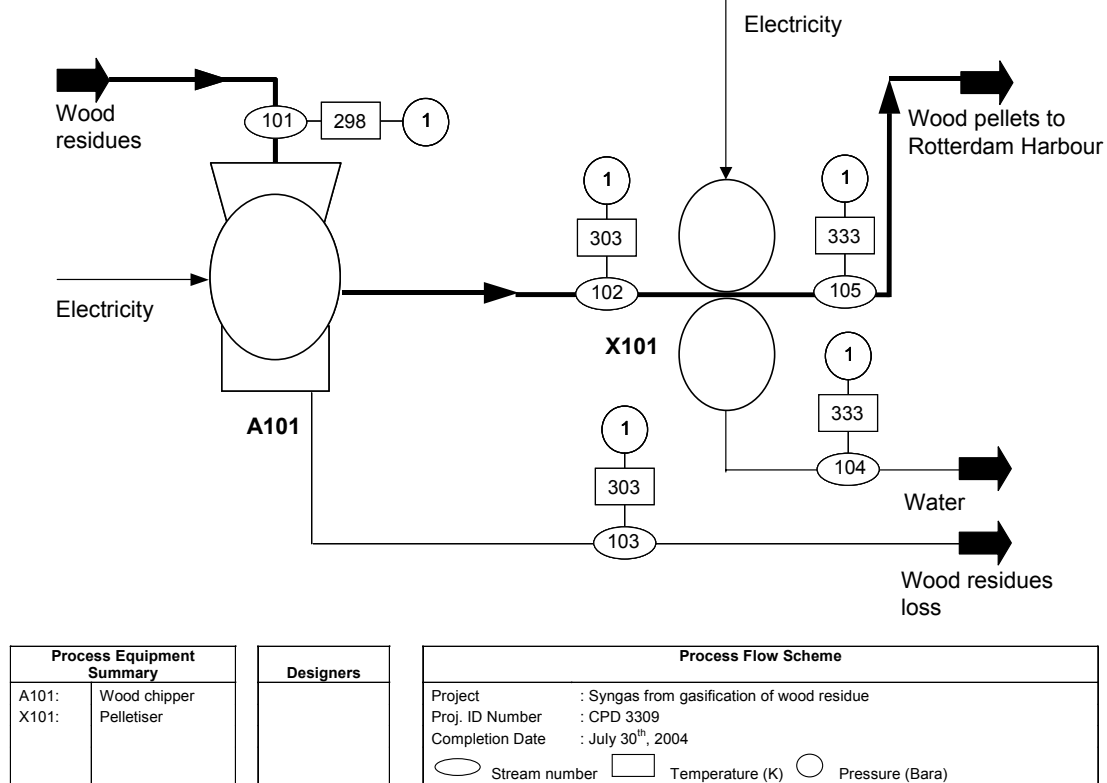 Electricity
Wood
residues
101
298
1
Wood pellets to
Rotterdam Harbour
1
1
303
333
102
105
Electricity
X101
1
A101
333
1
104
303
Water
103
Wood residues
loss
Process Equipment
Summary
A101: Wood chipper
X101: Pelletiser
Designers
Process Flow Scheme
Project : Syngas from gasification of wood residue
Proj. ID Number : CPD 3309
Completion Date : July 30th, 2004
Stream number Temperature (K) Pressure (Bara)